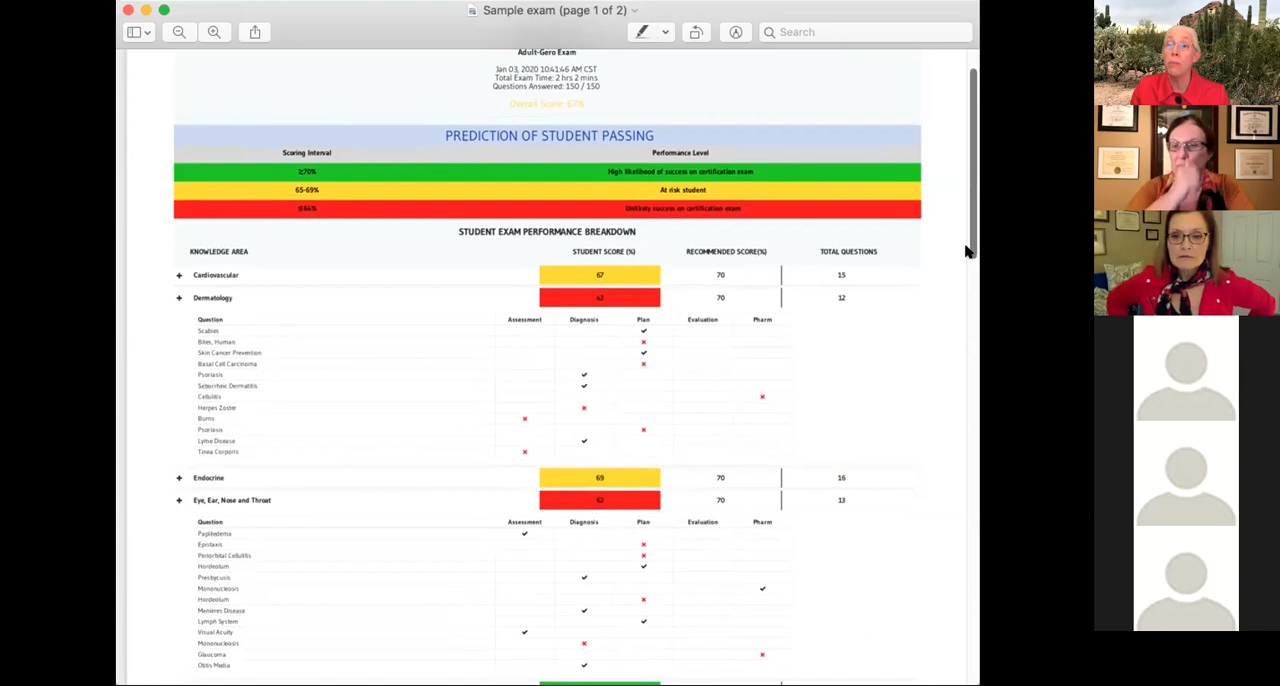 Sample exam (page 1 of 2)
Search
Adult-Gero Exam
Jan 03, 2020 10:41:46 AM CST
Total Exam Time: 2 hrs 2 mins
Questions Answered: 150 / 150
Overall Score: 67%
PREDICTION OF STUDENT PASSING
Scoring Interval Performance Level
≥70% High likelihood of success on certification exam
65-69% At risk student
≤64% Unlikely success on certification exam
STUDENT EXAM PERFORMANCE BREAKDOWN
KNOWLEDGE AREA STUDENT SCORE (%) RECOMMENDED SCORE(%) TOTAL QUESTIONS
+ Cardiovascular 67 70 15
+ Dermatology 42 70 12
Question Assessment Diagnosis Plan Evaluation Pharm
Scabies ✓
Bites, Human ✗
Skin Cancer Prevention ✓
Basal Cell Carcinoma ✗
Psoriasis ✓
Seborrheic Dermatitis ✓
Cellulitis ✗
Herpes Zoster ✗
Burns ✗
Psoriasis ✗
Lyme Disease ✓
Tinea Corporis ✗
+ Endocrine 69 70 16
+ Eye, Ear, Nose and Throat 62 70 13
Question Assessment Diagnosis Plan Evaluation Pharm
Papilledema ✓
Epistaxis ✗
Periorbital Cellulitis ✗
Hordeolum ✓
Presbycusis ✓
Mononucleosis ✓
Hordeolum ✗
Menieres Disease ✓
Lymph System ✓
Visual Acuity ✓
Mononucleosis ✗
Glaucoma ✗
Otitis Media ✓